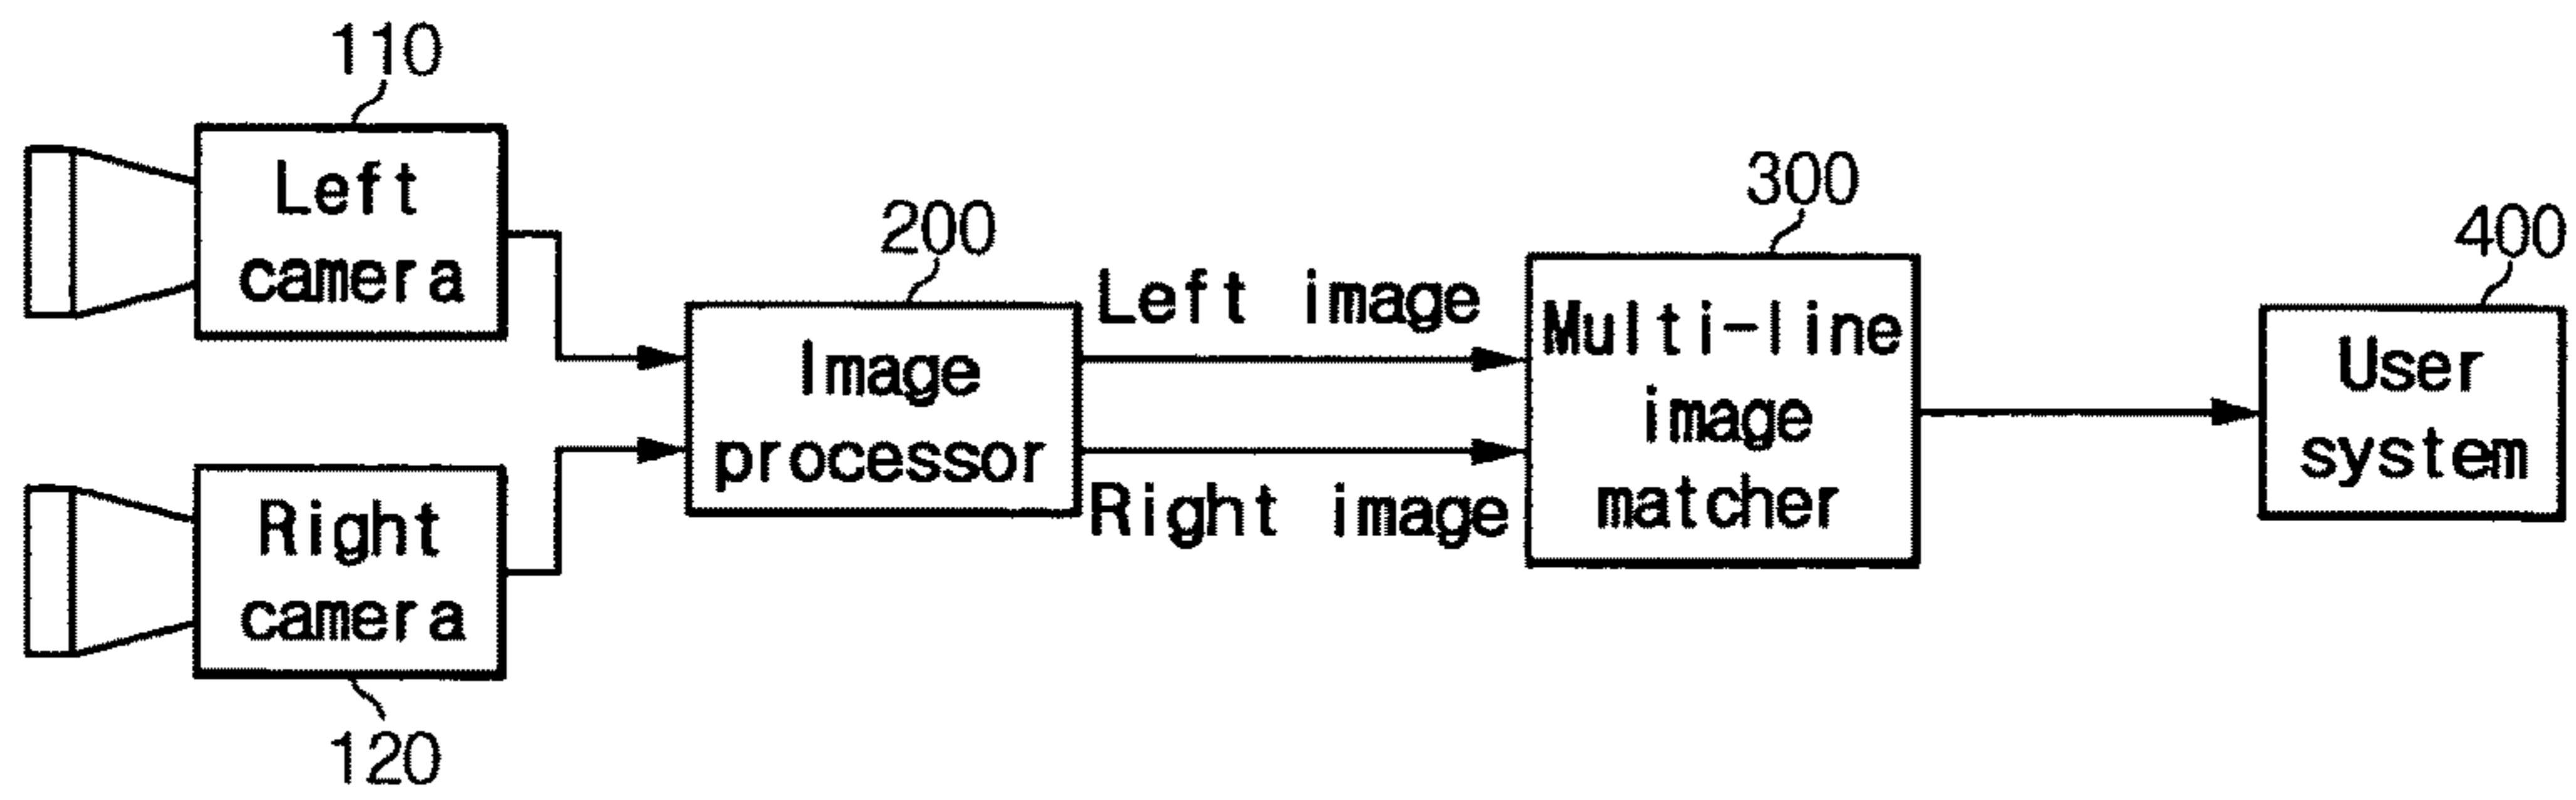 110
Left
camera
200
Image
processor
Left image
Right image
300
Multi-line
image
matcher
400
User
system
Right
camera
120